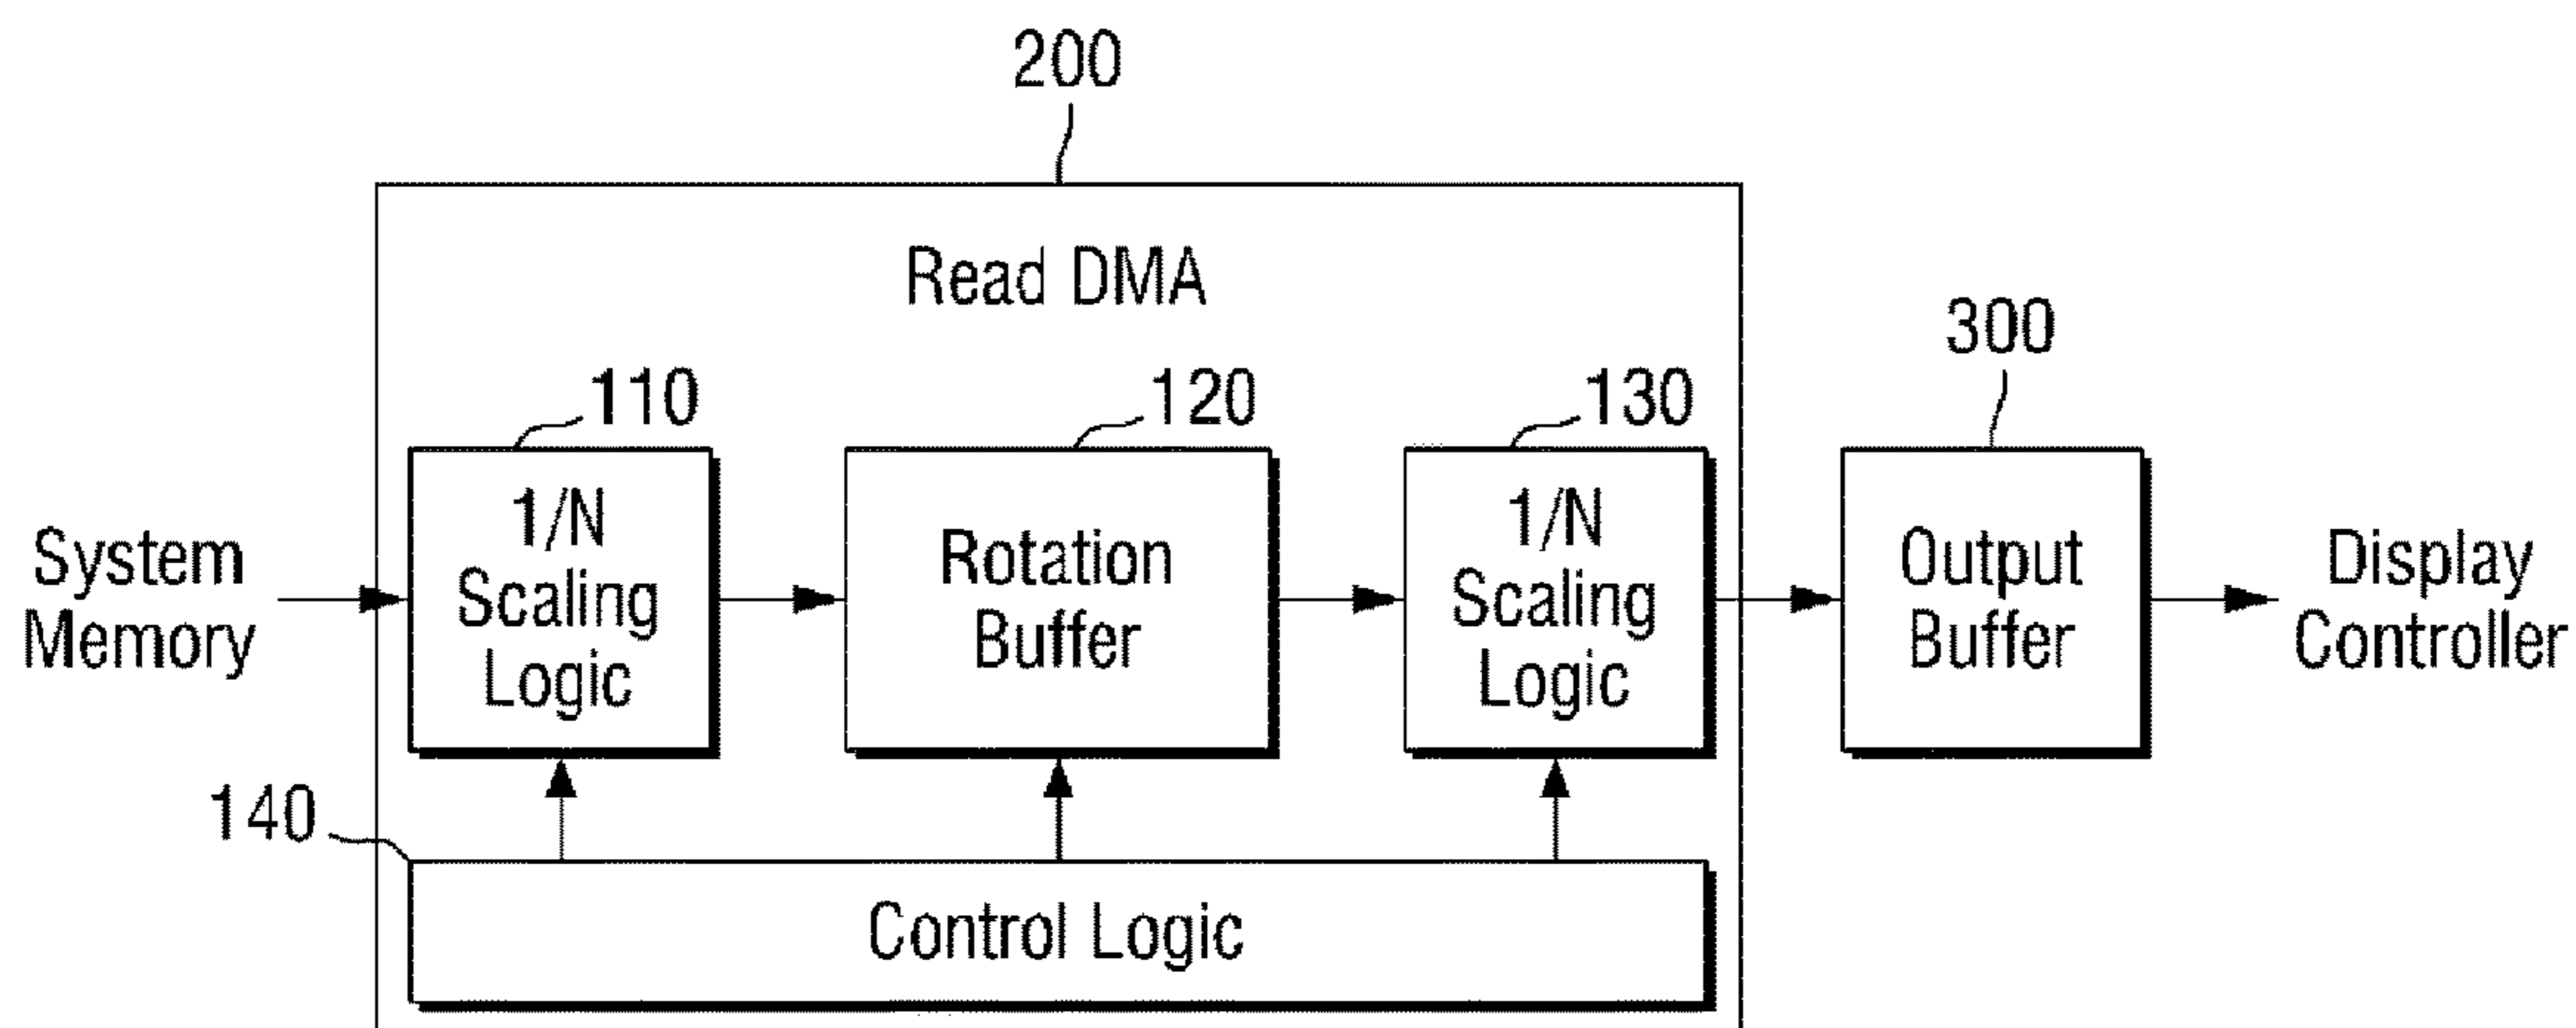 200
Read DMA
300
110
120
130
System
Memory
1/N
Scaling
Logic
Rotation
Buffer
1/N
Scaling
Logic
Output
Buffer
Display
Controller
140
Control Logic